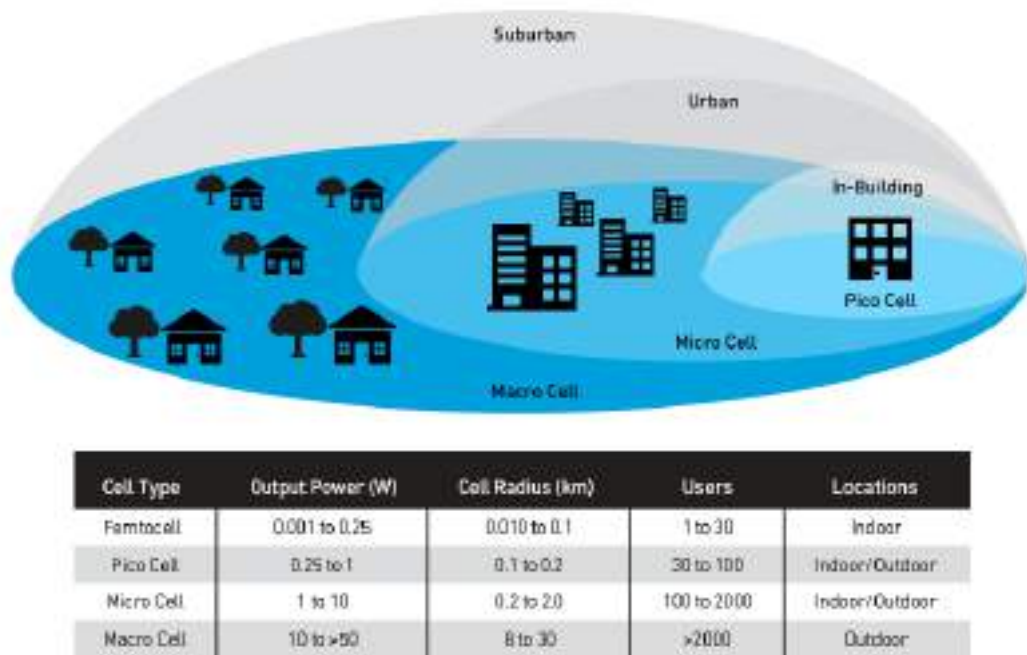 Suburban
Urban
In-Building
Pico Cell
Micro Cell
Macro Cell
Cell Type Output Power (W) Cell Radius (km) Users Locations
Femtocell 0.001 to 0.25 0.010 to 0.1 1 to 30 Indoor
Pico Cell 0.25 to 1 0.1 to 0.2 30 to 100 Indoor/Outdoor
Micro Cell 1 to 10 0.2 to 2.0 100 to 2000 Indoor/Outdoor
Macro Cell 10 to >50 8 to 30 >2000 Outdoor